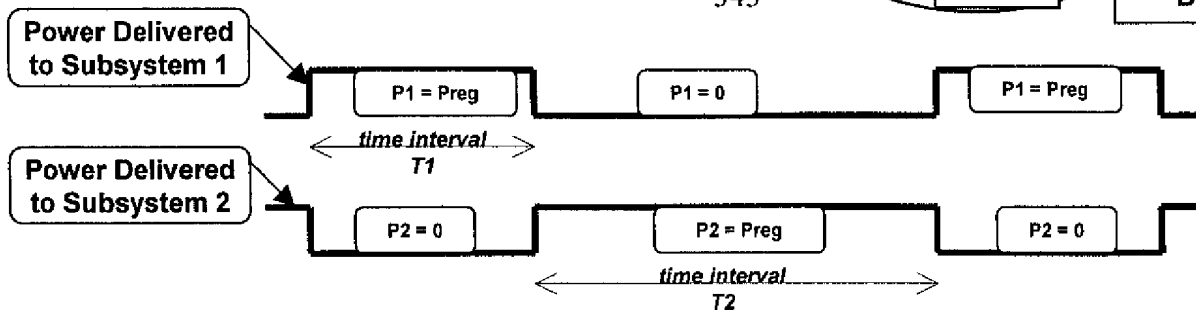 Power Delivered
to Subsystem 1
P1 = Preg
P1 = 0
P1 = Preg
time interval
T1
Power Delivered
to Subsystem 2
P2 = 0
P2 = Preg
P2 = 0
time interval
T2